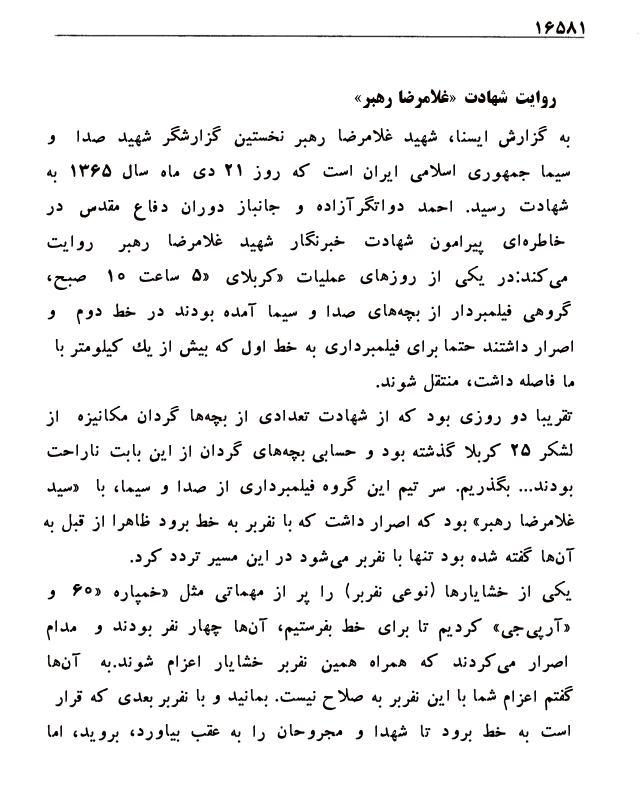 ۱۶۵۸۱
روایت شهادت «غلامرضا رهبر»
به گزارش ایسنا، شهید غلامرضا رهبر نخستین گزارشگر شهید صدا و
سیما جمهوری اسلامی ایران است که روز ۲۱ دی ماه سال ۱۳۶۵ به
شهادت رسید. احمد دواتگرآزاده و جانباز دوران دفاع مقدس در
خاطره‌ای پیرامون شهادت خبرنگار شهید غلامرضا رهبر روایت
می‌کند:در یکی از روزهای عملیات «کربلای «۵ ساعت ۱۰ صبح،
گروهی فیلمبردار از بچه‌های صدا و سیما آمده بودند در خط دوم و
اصرار داشتند حتما برای فیلمبرداری به خط اول که بیش از یك کیلومتر با
ما فاصله داشت، منتقل شوند.
تقریبا دو روزی بود که از شهادت تعدادی از بچه‌ها گردان مکانیزه از
لشکر ۲۵ کربلا گذشته بود و حسابی بچه‌های گردان از این بابت ناراحت
بودند... بگذریم. سر تیم این گروه فیلمبرداری از صدا و سیما، با «سید
غلامرضا رهبر» بود که اصرار داشت که با نفربر به خط برود ظاهرا از قبل به
آن‌ها گفته شده بود تنها با نفربر می‌شود در این مسیر تردد کرد.
یکی از خشایارها (نوعی نفربر) را پر از مهماتی مثل «خمپاره «۶۰ و
«آرپی‌جی» کردیم تا برای خط بفرستیم، آن‌ها چهار نفر بودند و مدام
اصرار می‌کردند که همراه همین نفربر خشایار اعزام شوند.به آن‌ها
گفتم اعزام شما با این نفربر به صلاح نیست. بمانید و با نفربر بعدی که قرار
است به خط برود تا شهدا و مجروحان را به عقب بیاورد، بروید، اما